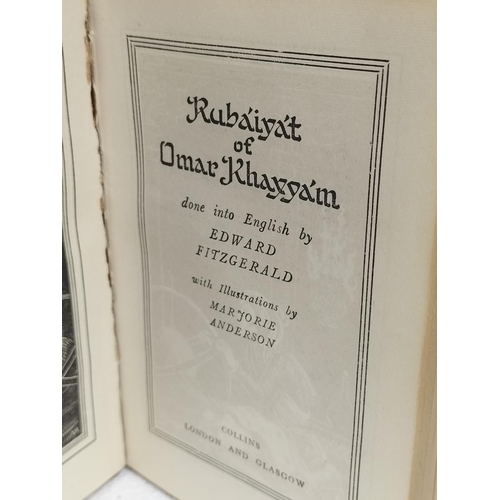 Rubáiyát
of
Omar Khayyám
done into English by
EDWARD
FITZGERALD
with Illustrations by
MARJORIE
ANDERSON
COLLINS
LONDON AND GLASGOW